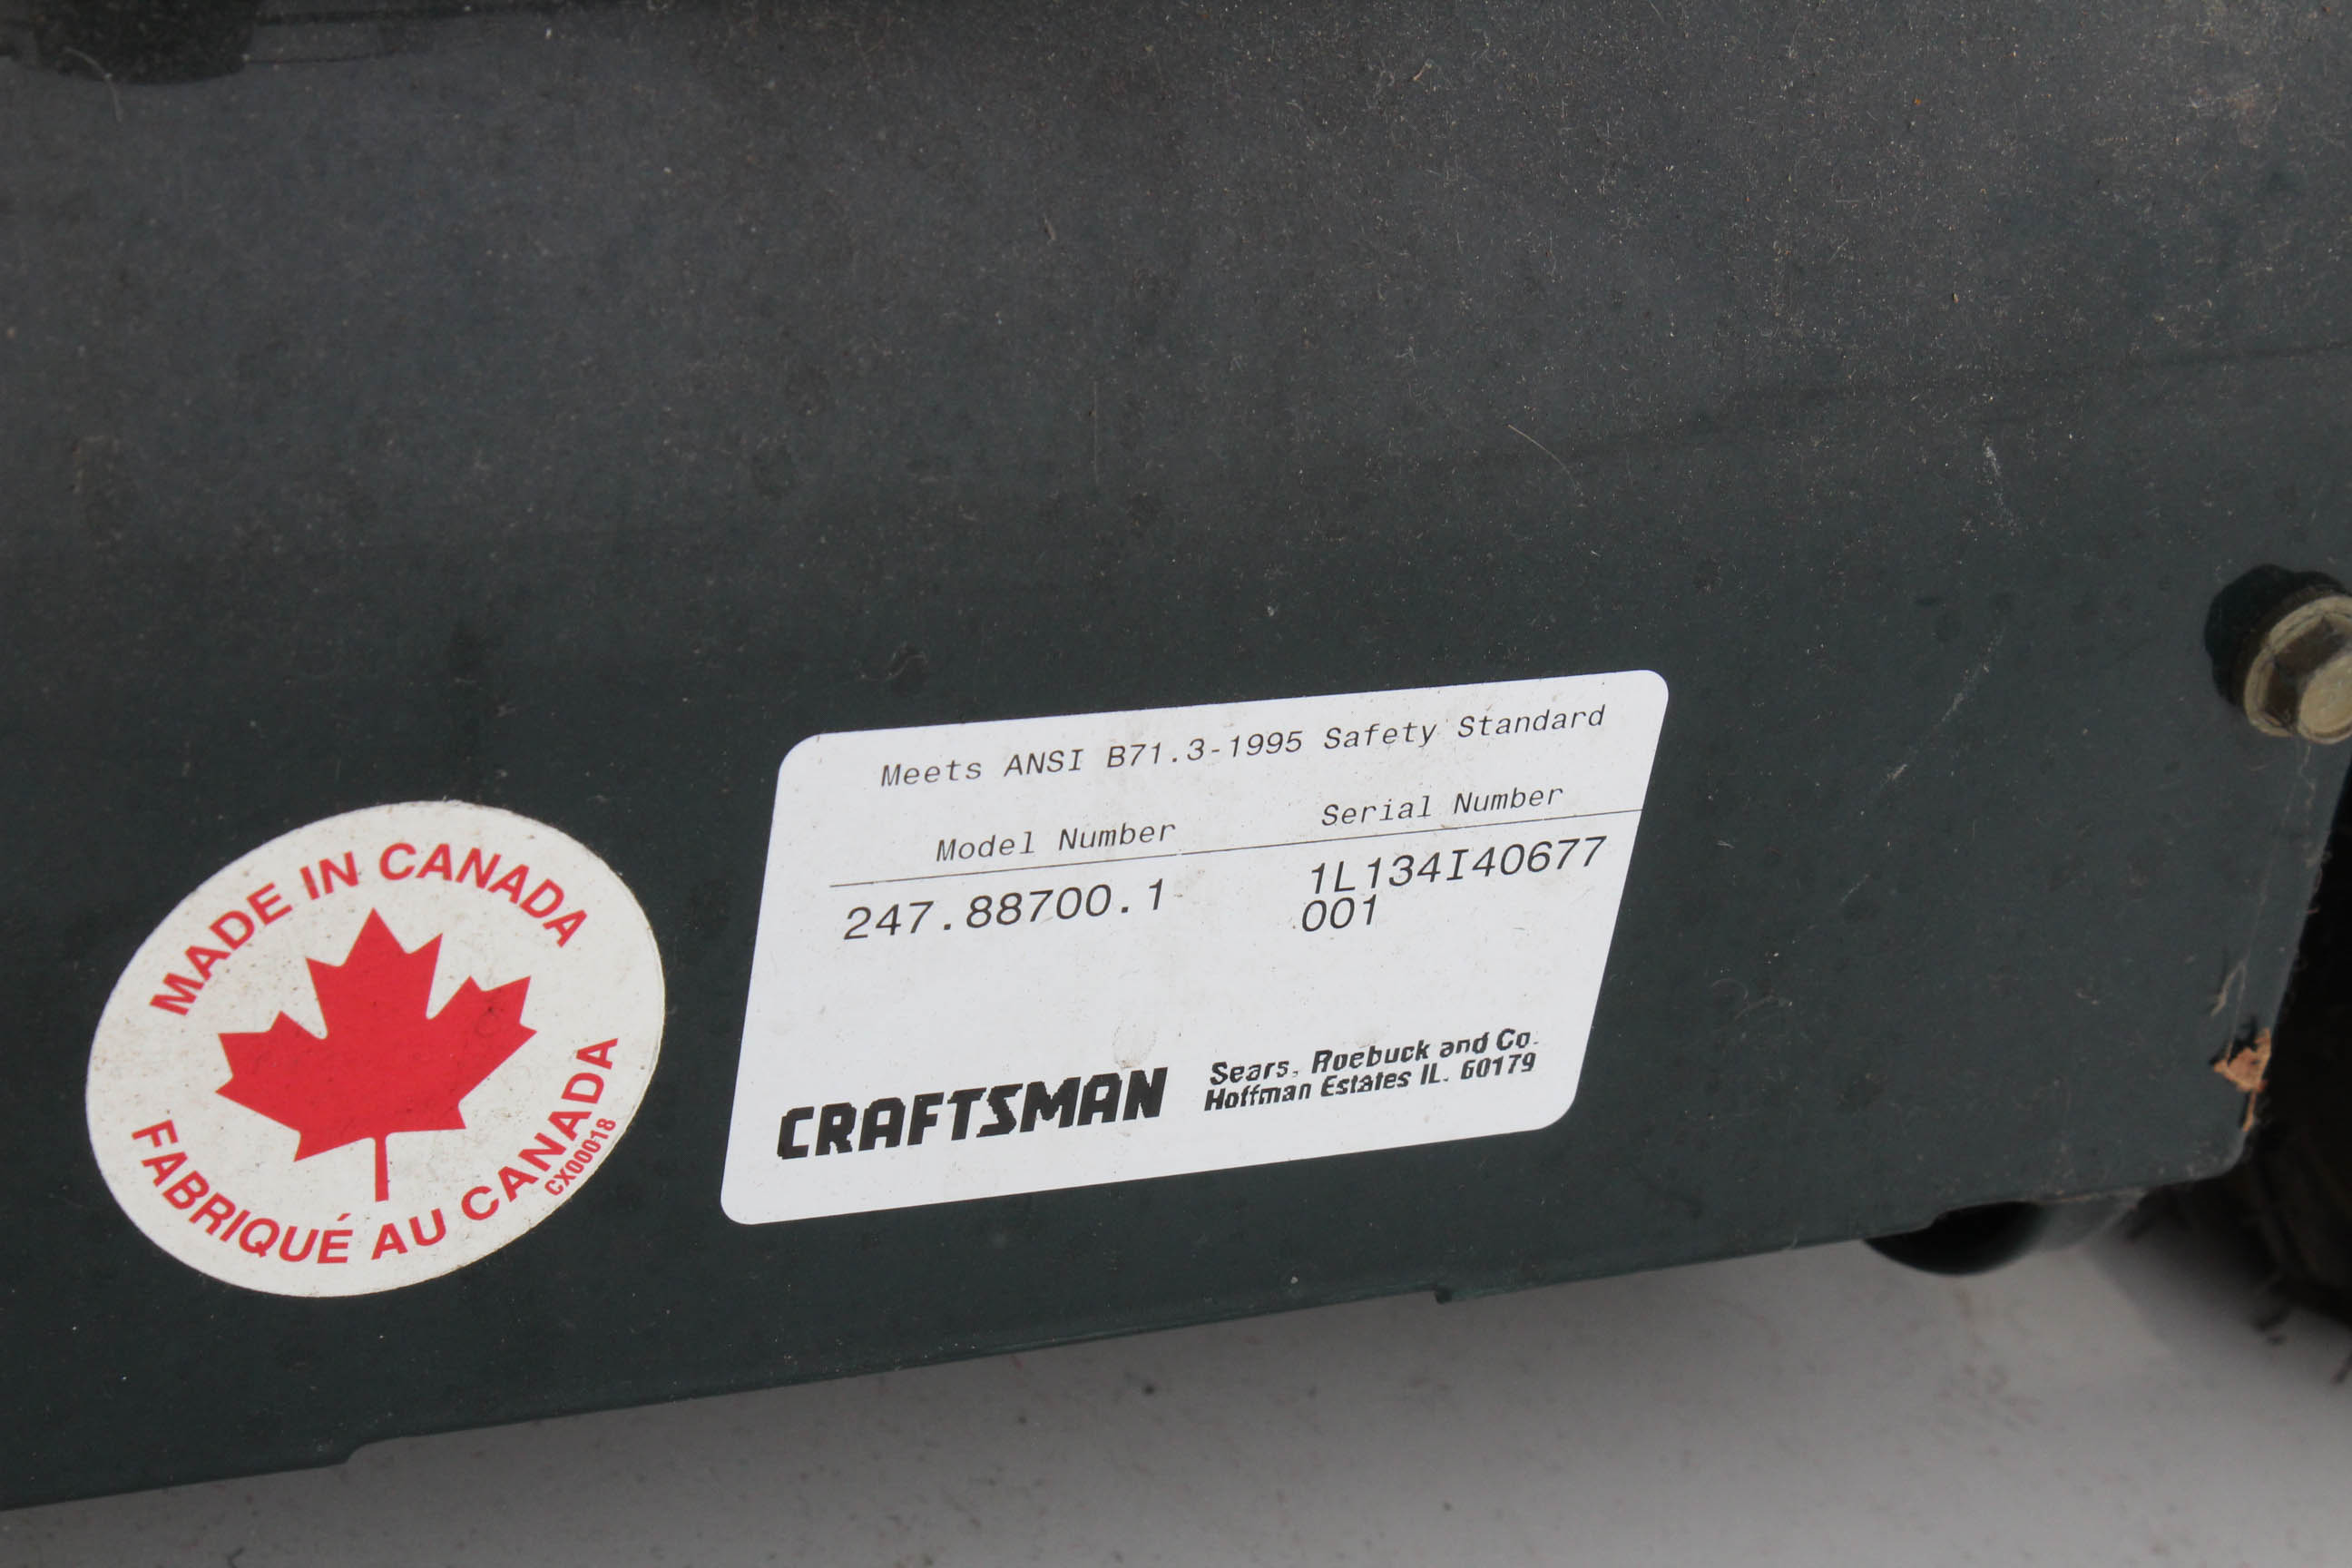 MADE IN CANADA
FABRIQUÉ AU CANADA
CX00018
Meets ANSI B71.3-1995 Safety Standard
Model Number Serial Number
247.88700.1 1L134I40677
001
CRAFTSMAN Sears, Roebuck and Co.
Hoffman Estates IL. 60179